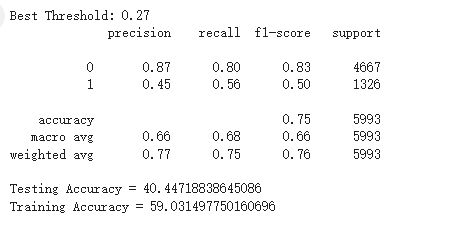 Best Threshold: 0.27
precision recall f1-score support
0 0.87 0.80 0.83 4667
1 0.45 0.56 0.50 1326
accuracy 0.75 5993
macro avg 0.66 0.68 0.66 5993
weighted avg 0.77 0.75 0.76 5993
Testing Accuracy = 40.44718838645086
Training Accuracy = 59.031497750160696